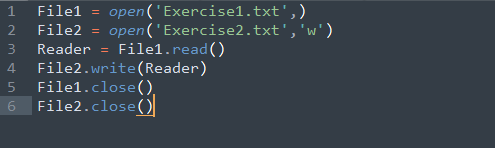 1 File1 = open('Exercise1.txt',)
2 File2 = open('Exercise2.txt','w')
3 Reader = File1.read()
4 File2.write(Reader)
5 File1.close()
6 File2.close()